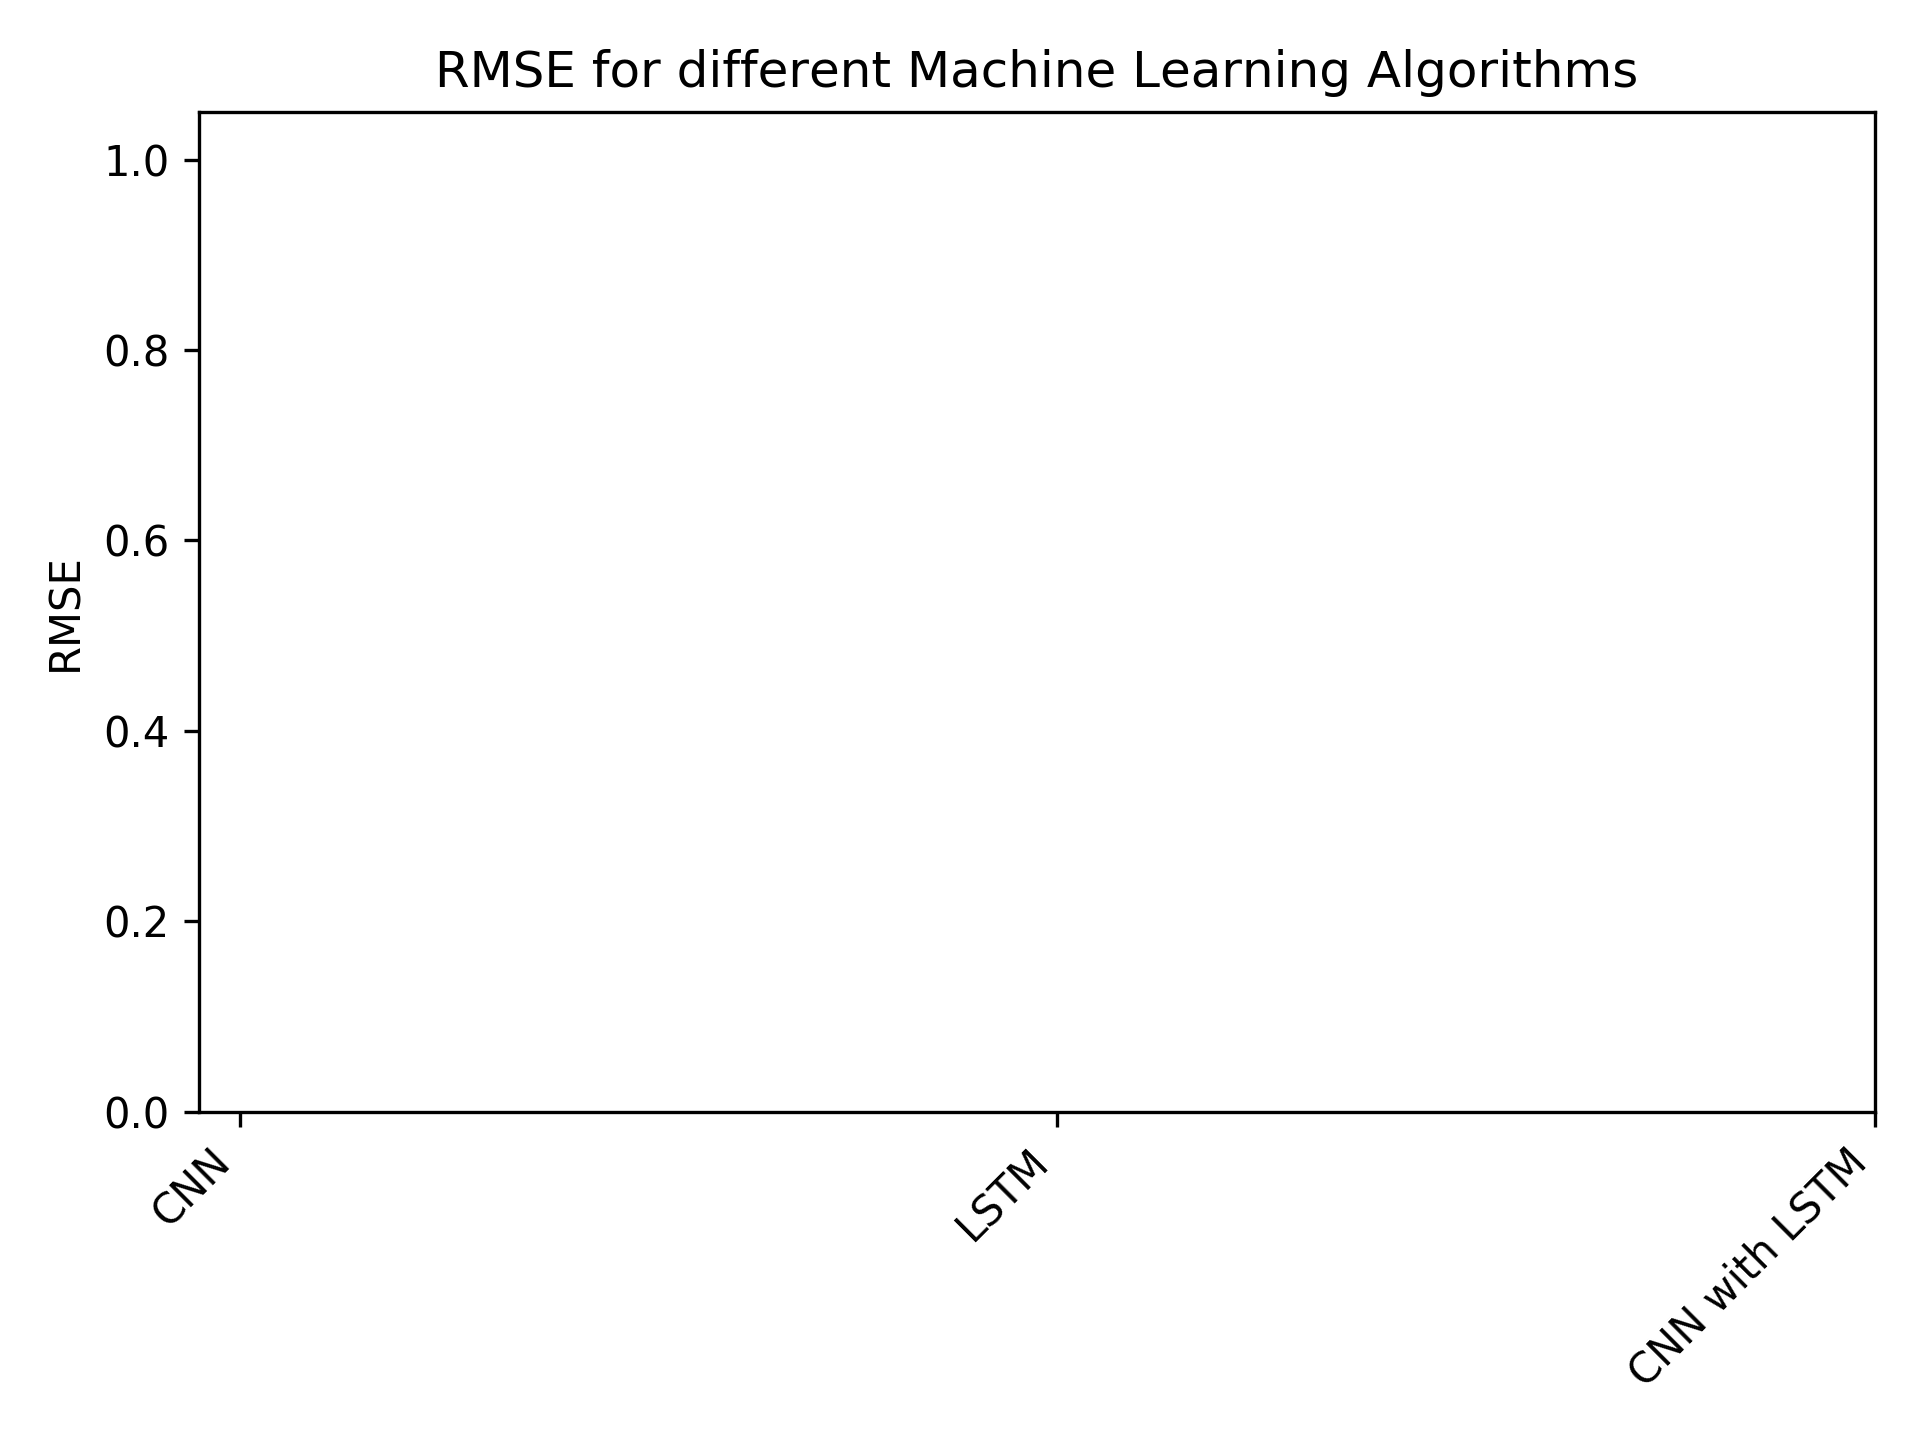 RMSE for different Machine Learning Algorithms
1.0
0.8
0.6
0.4
0.2
0.0
RMSE
CNN
LSTM
CNN with LSTM